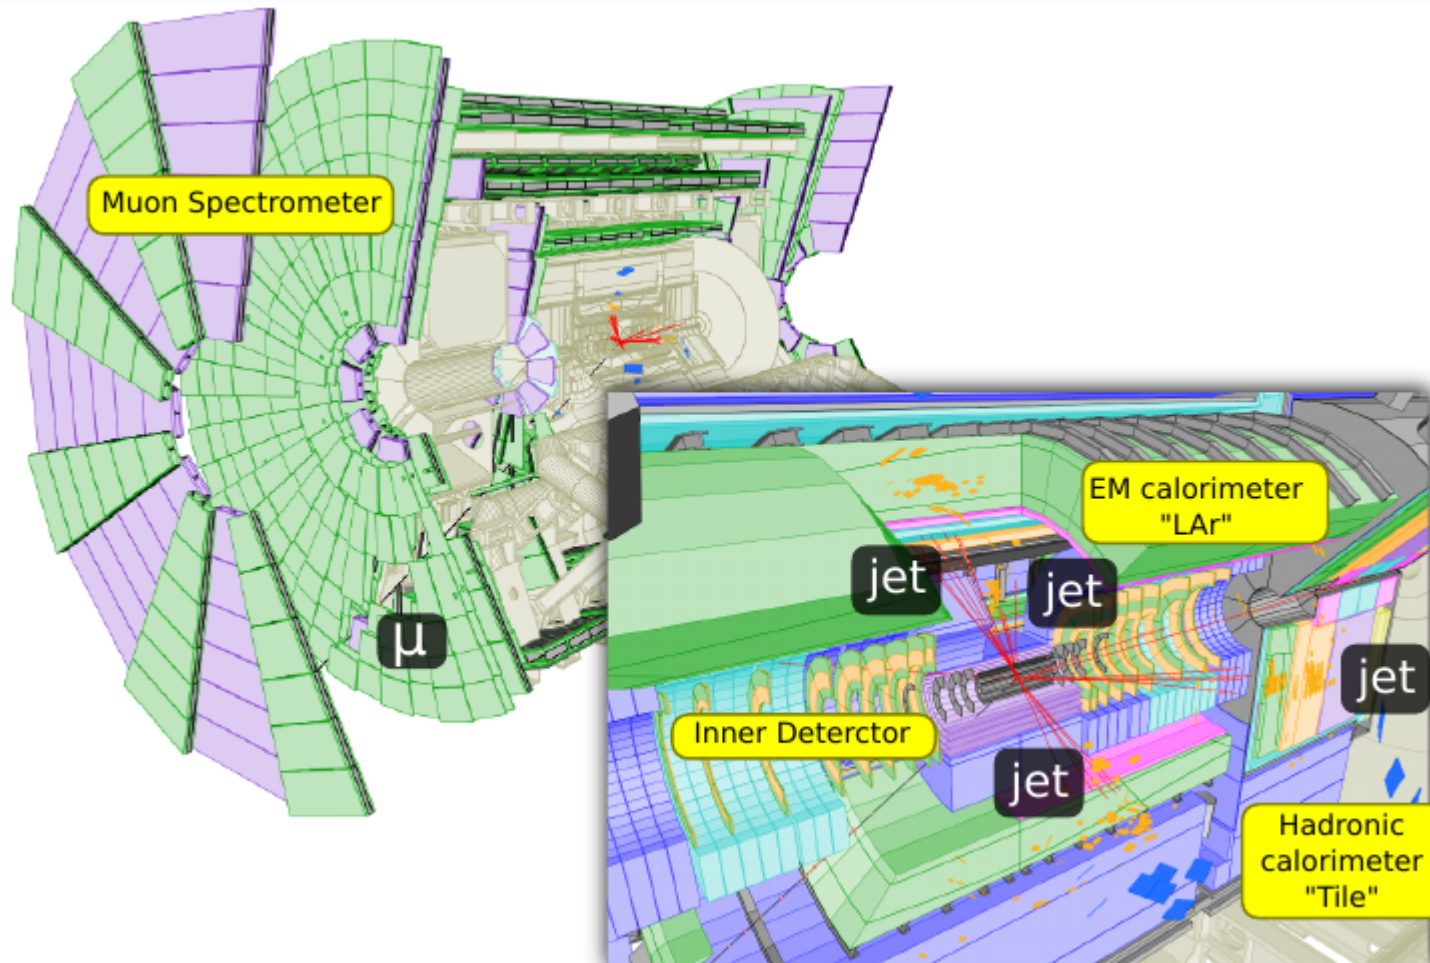 Muon Spectrometer
EM calorimeter
"LAr"
jet
jet
μ
jet
Inner Deterctor
jet
Hadronic
calorimeter
"Tile"